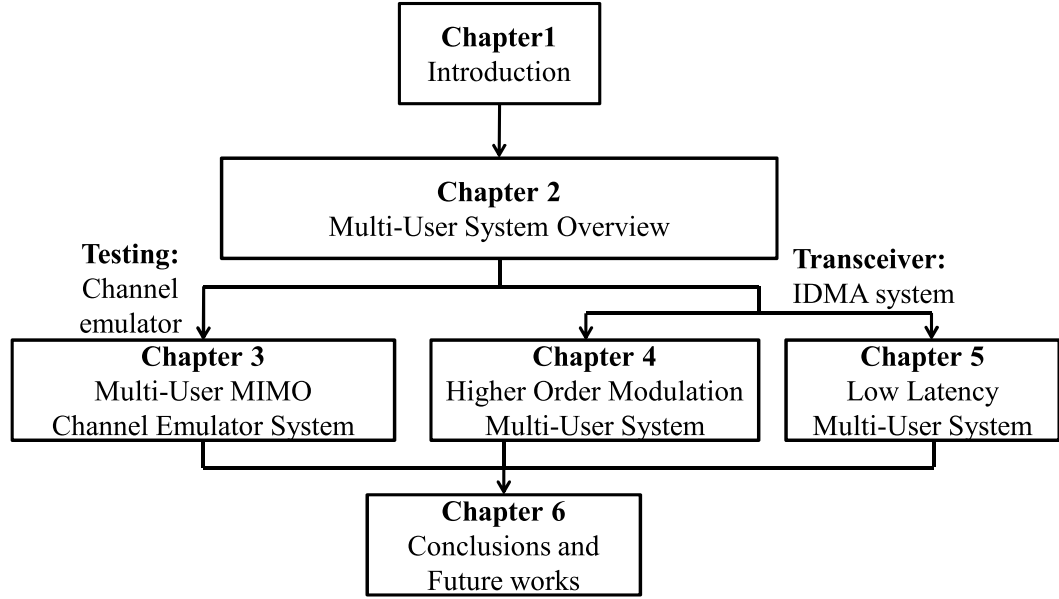 Chapter1
Introduction
Chapter 2
Multi-User System Overview
Testing:
Channel
emulator
Transceiver:
IDMA system
Chapter 3
Multi-User MIMO
Channel Emulator System
Chapter 4
Higher Order Modulation
Multi-User System
Chapter 5
Low Latency
Multi-User System
Chapter 6
Conclusions and
Future works